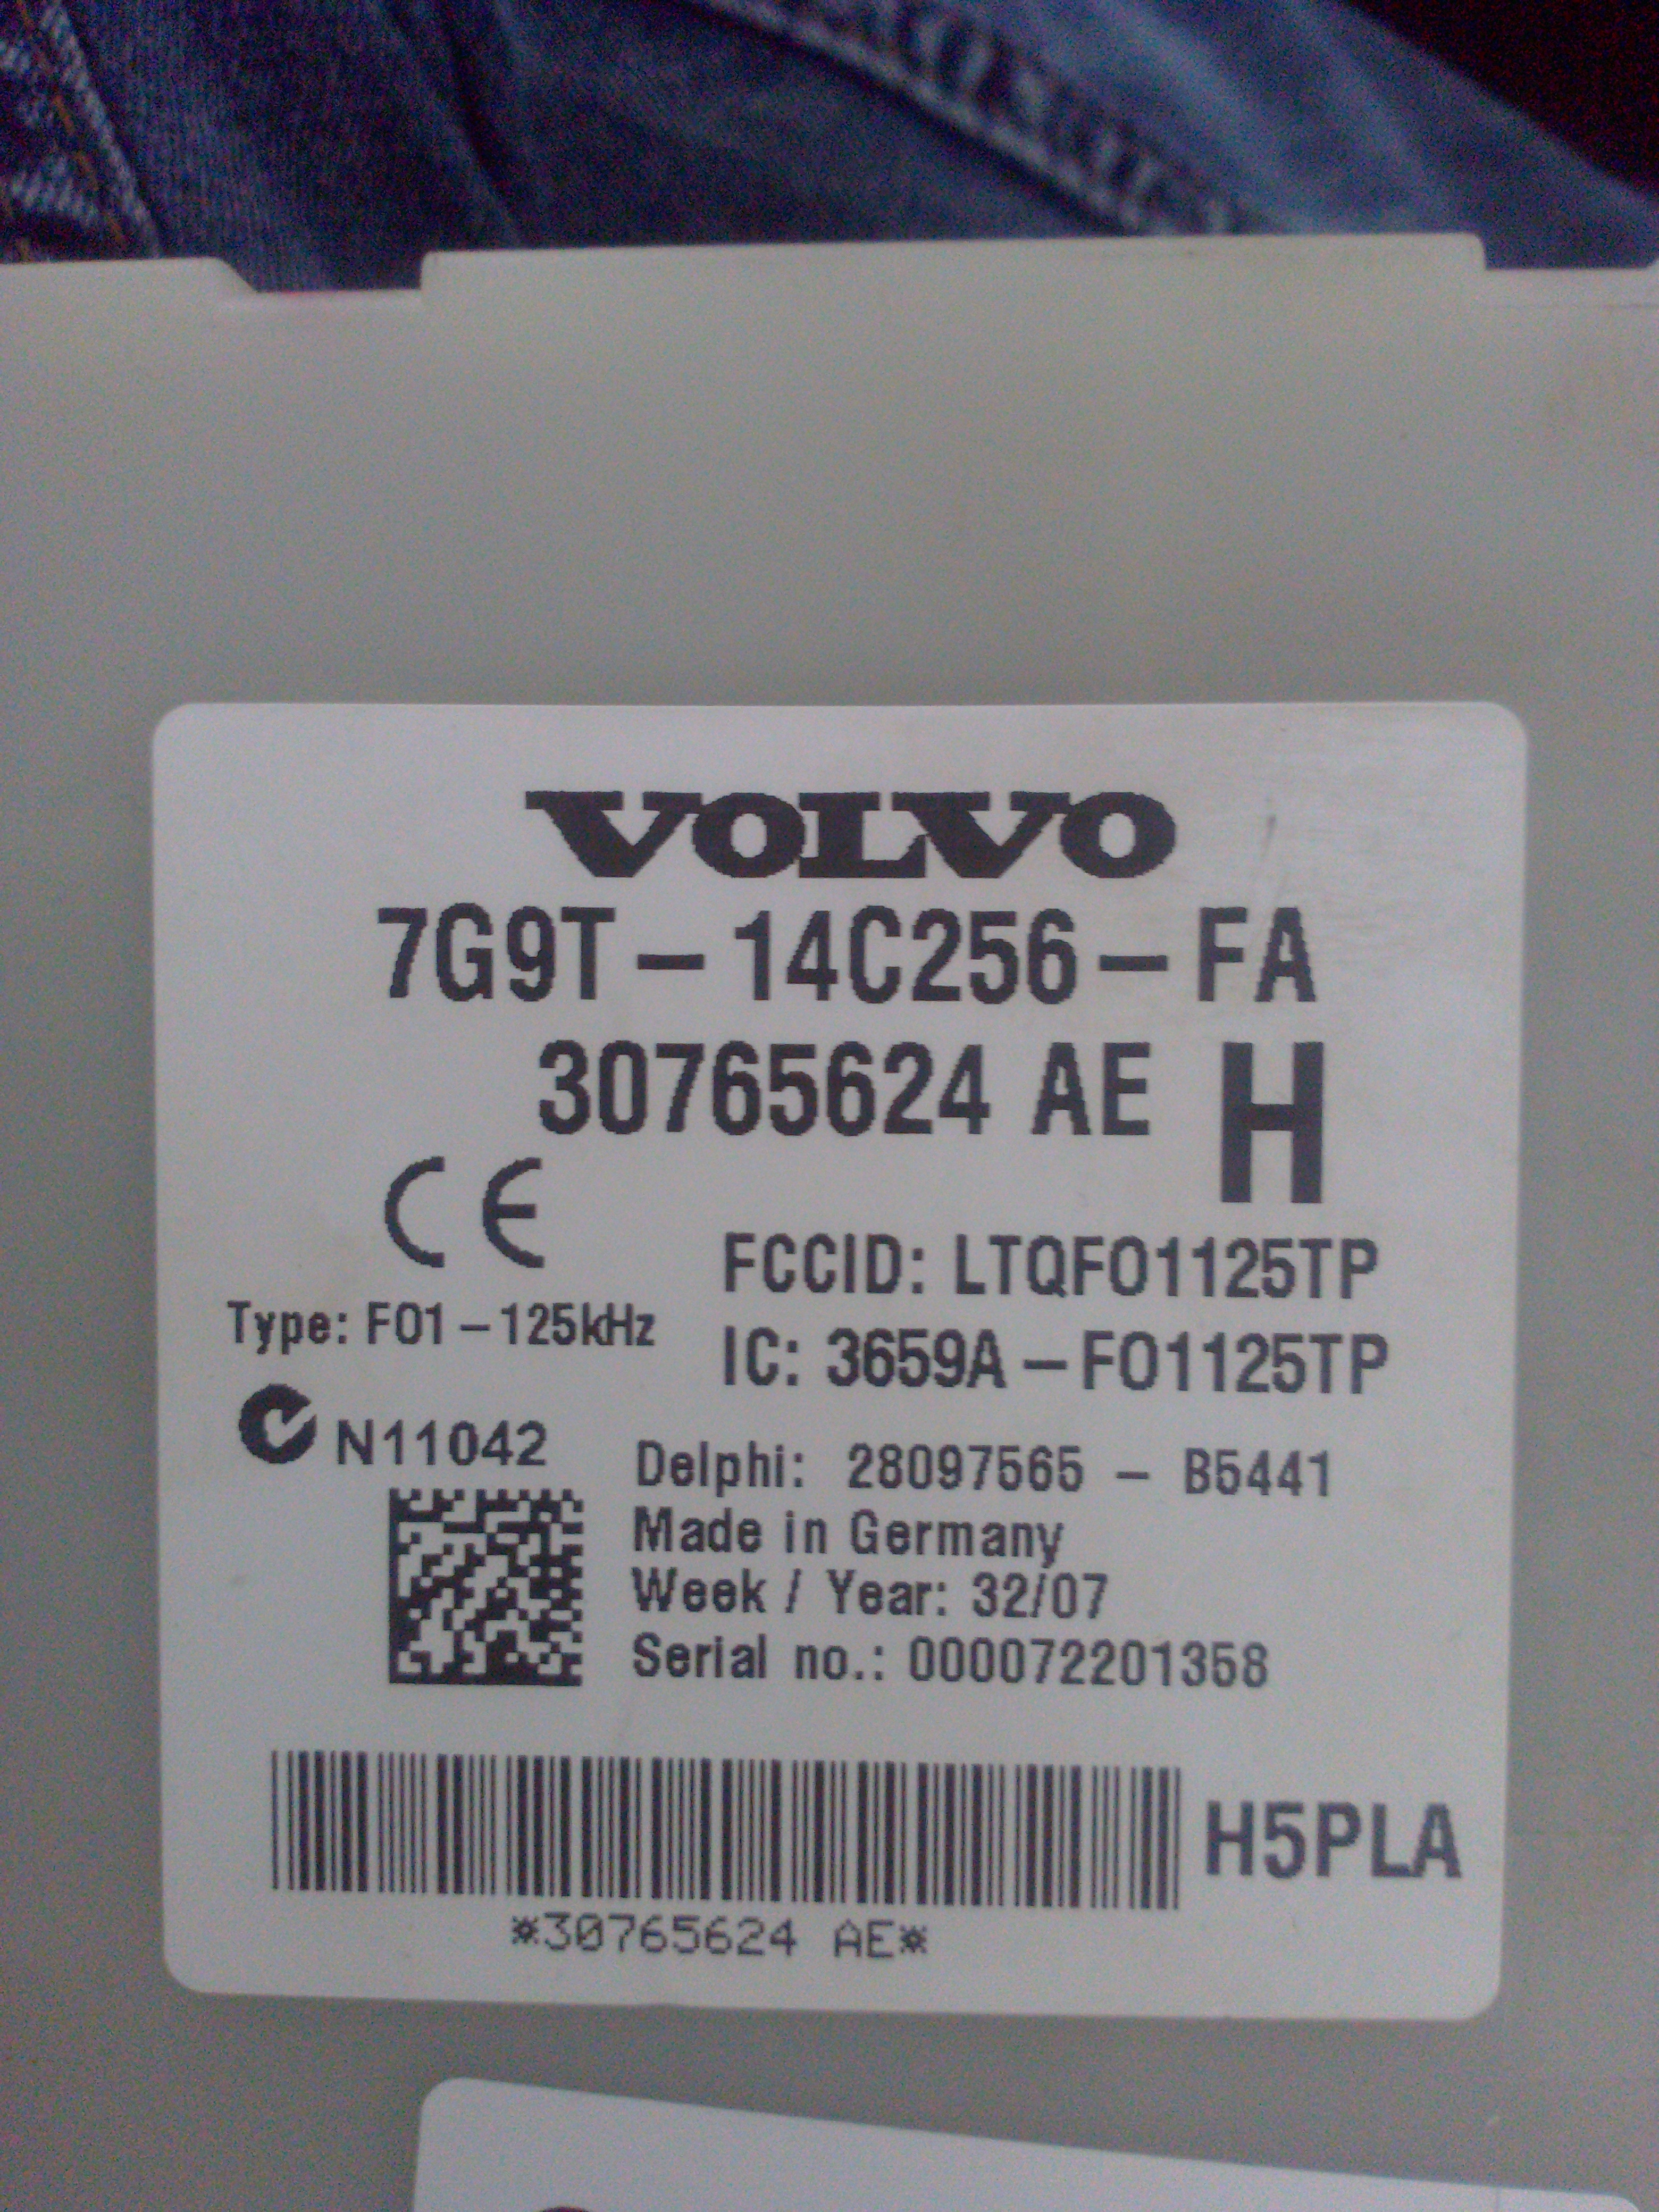 VOLVO
7G9T-14C256-FA
30765624 AE H
CE
FCCID: LTQFO1125TP
Type: FO1-125kHz
IC: 3659A-FO1125TP
N11042
Delphi: 28097565 - B5441
Made in Germany
Week / Year: 32/07
Serial no.: 000072201358
H5PLA
*30765624 AE*